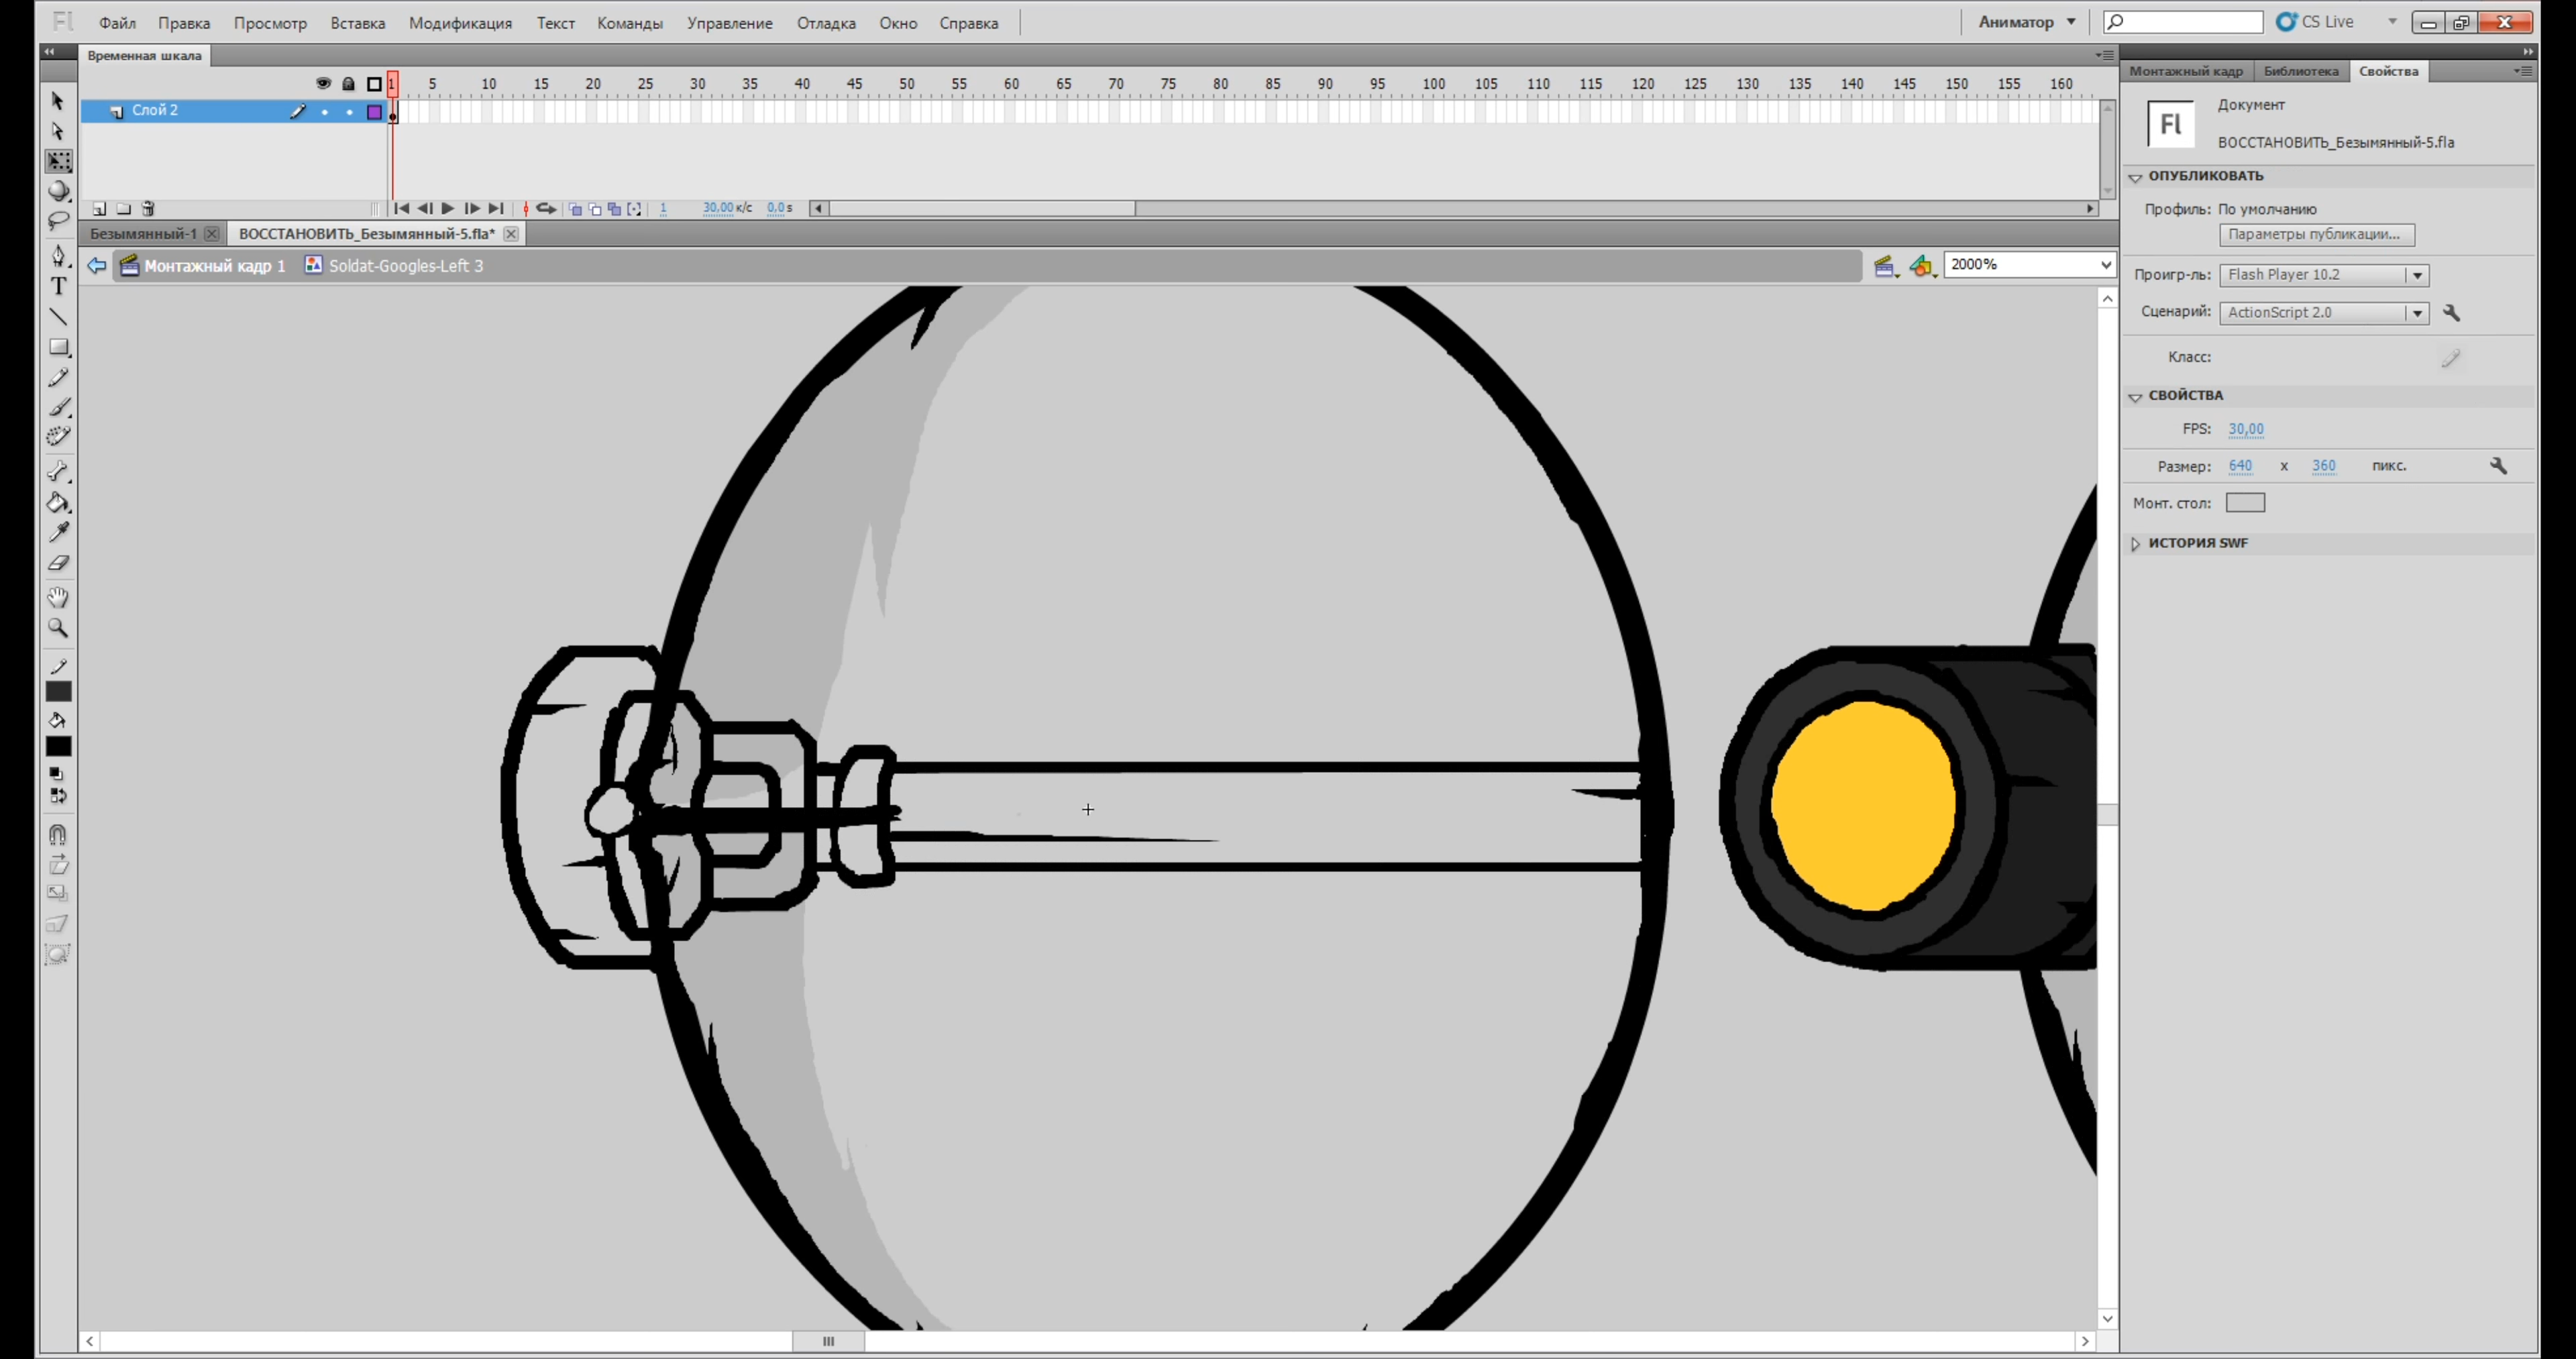 Fl Файл Правка Просмотр Вставка Модификация Текст Команды Управление Отладка Окно Справка Аниматор CS Live
Временная шкала
1 5 10 15 20 25 30 35 40 45 50 55 60 65 70 75 80 85 90 95 100 105 110 115 120 125 130 135 140 145 150 155 160
Слой 2
1 30,00 к/с 0,0 s
Безымянный-1 ВОССТАНОВИТЬ_Безымянный-5.fla*
Монтажный кадр 1 Soldat-Googles-Left 3 2000%
T
Монтажный кадр Библиотека Свойства
Fl
Документ
ВОССТАНОВИТЬ_Безымянный-5.fla
ОПУБЛИКОВАТЬ
Профиль: По умолчанию
Параметры публикации...
Проигр-ль: Flash Player 10.2
Сценарий: ActionScript 2.0
Класс:
СВОЙСТВА
FPS: 30,00
Размер: 640 x 360 пикс.
Монт. стол:
ИСТОРИЯ SWF